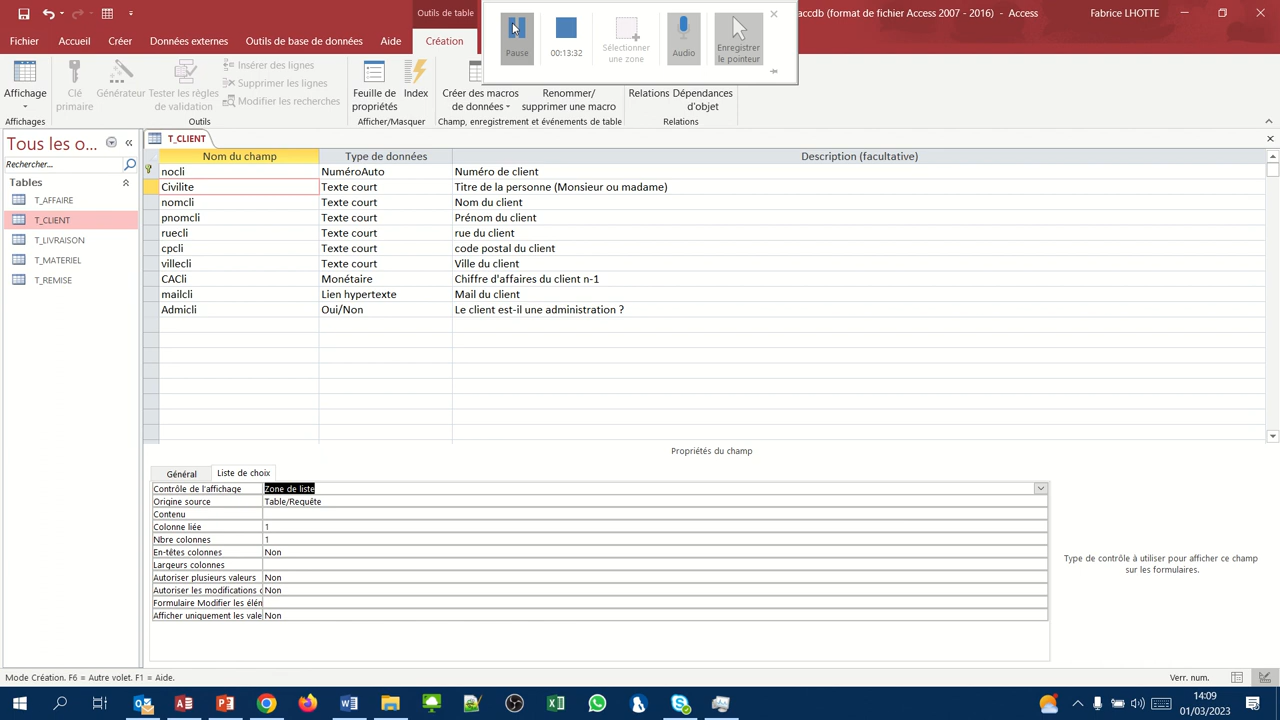 Outils de table
accdb (format de fichier Access 2007 - 2016) - Access
Fabrice LHOTTE
Pause
00:13:32
Sélectionner une zone
Audio
Enregistrer le pointeur
Fichier
Accueil
Créer
Données externes
Outils de base de données
Aide
Création
Affichage
Clé primaire
Générateur
Tester les règles de validation
Insérer des lignes
Supprimer les lignes
Modifier les recherches
Feuille de propriétés
Index
Créer des macros de données
Renommer/ supprimer une macro
Relations
Dépendances d'objet
Affichages
Outils
Afficher/Masquer
Champ, enregistrement et événements de table
Relations
Tous les o...
Rechercher...
Tables
T_AFFAIRE
T_CLIENT
T_LIVRAISON
T_MATERIEL
T_REMISE
T_CLIENT
Nom du champ Type de données Description (facultative)
nocli NuméroAuto Numéro de client
Civilite Texte court Titre de la personne (Monsieur ou madame)
nomcli Texte court Nom du client
pnomcli Texte court Prénom du client
ruecli Texte court rue du client
cpcli Texte court code postal du client
villecli Texte court Ville du client
CACli Monétaire Chiffre d'affaires du client n-1
mailcli Lien hypertexte Mail du client
Admicli Oui/Non Le client est-il une administration ?
Propriétés du champ
Général Liste de choix
Contrôle de l'affichage Zone de liste
Origine source Table/Requête
Contenu
Colonne liée 1
Nbre colonnes 1
En-têtes colonnes Non
Largeurs colonnes
Autoriser plusieurs valeurs Non
Autoriser les modifications d Non
Formulaire Modifier les élén
Afficher uniquement les vale Non
Type de contrôle à utiliser pour afficher ce champ
sur les formulaires.
Mode Création. F6 = Autre volet. F1 = Aide.
Verr. num.
14:09
01/03/2023